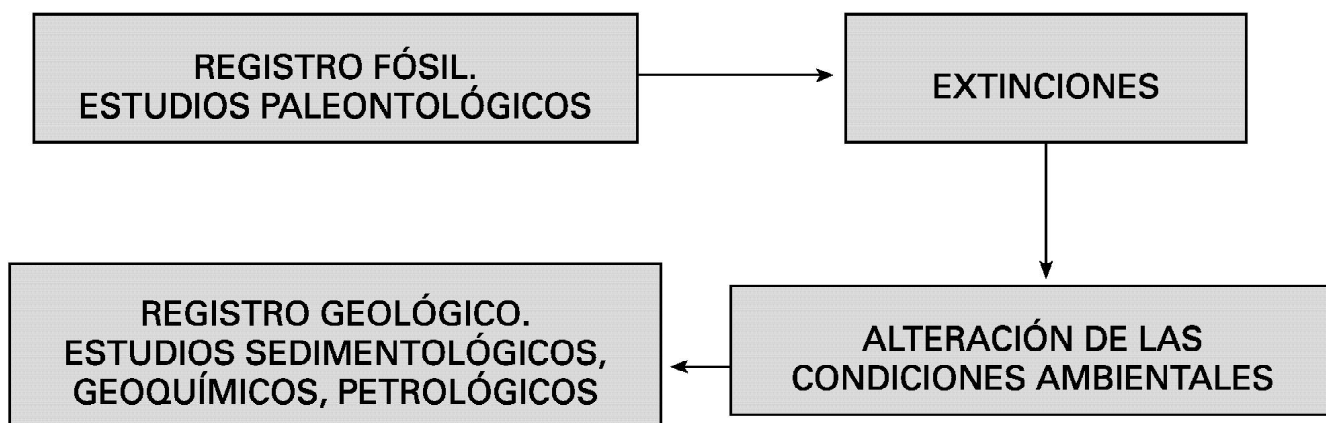 REGISTRO FÓSIL.
ESTUDIOS PALEONTOLÓGICOS
EXTINCIONES
ALTERACIÓN DE LAS
CONDICIONES AMBIENTALES
REGISTRO GEOLÓGICO.
ESTUDIOS SEDIMENTOLÓGICOS,
GEOQUÍMICOS, PETROLÓGICOS